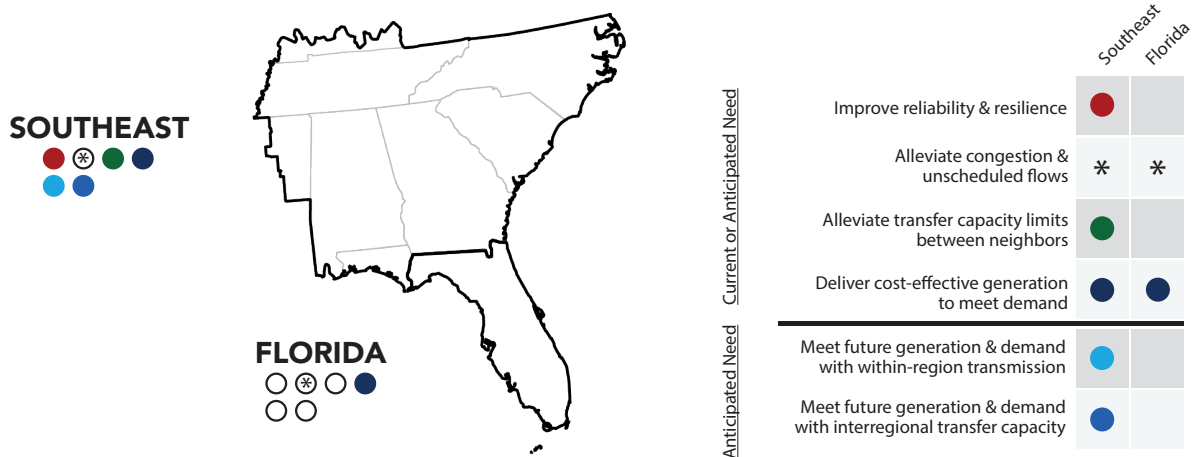 SOUTHEAST
*
FLORIDA
*
Southeast
Florida
Current or Anticipated Need
Improve reliability & resilience
Alleviate congestion &
unscheduled flows
* *
Alleviate transfer capacity limits
between neighbors
Deliver cost-effective generation
to meet demand
Anticipated Need
Meet future generation & demand
with within-region transmission
Meet future generation & demand
with interregional transfer capacity